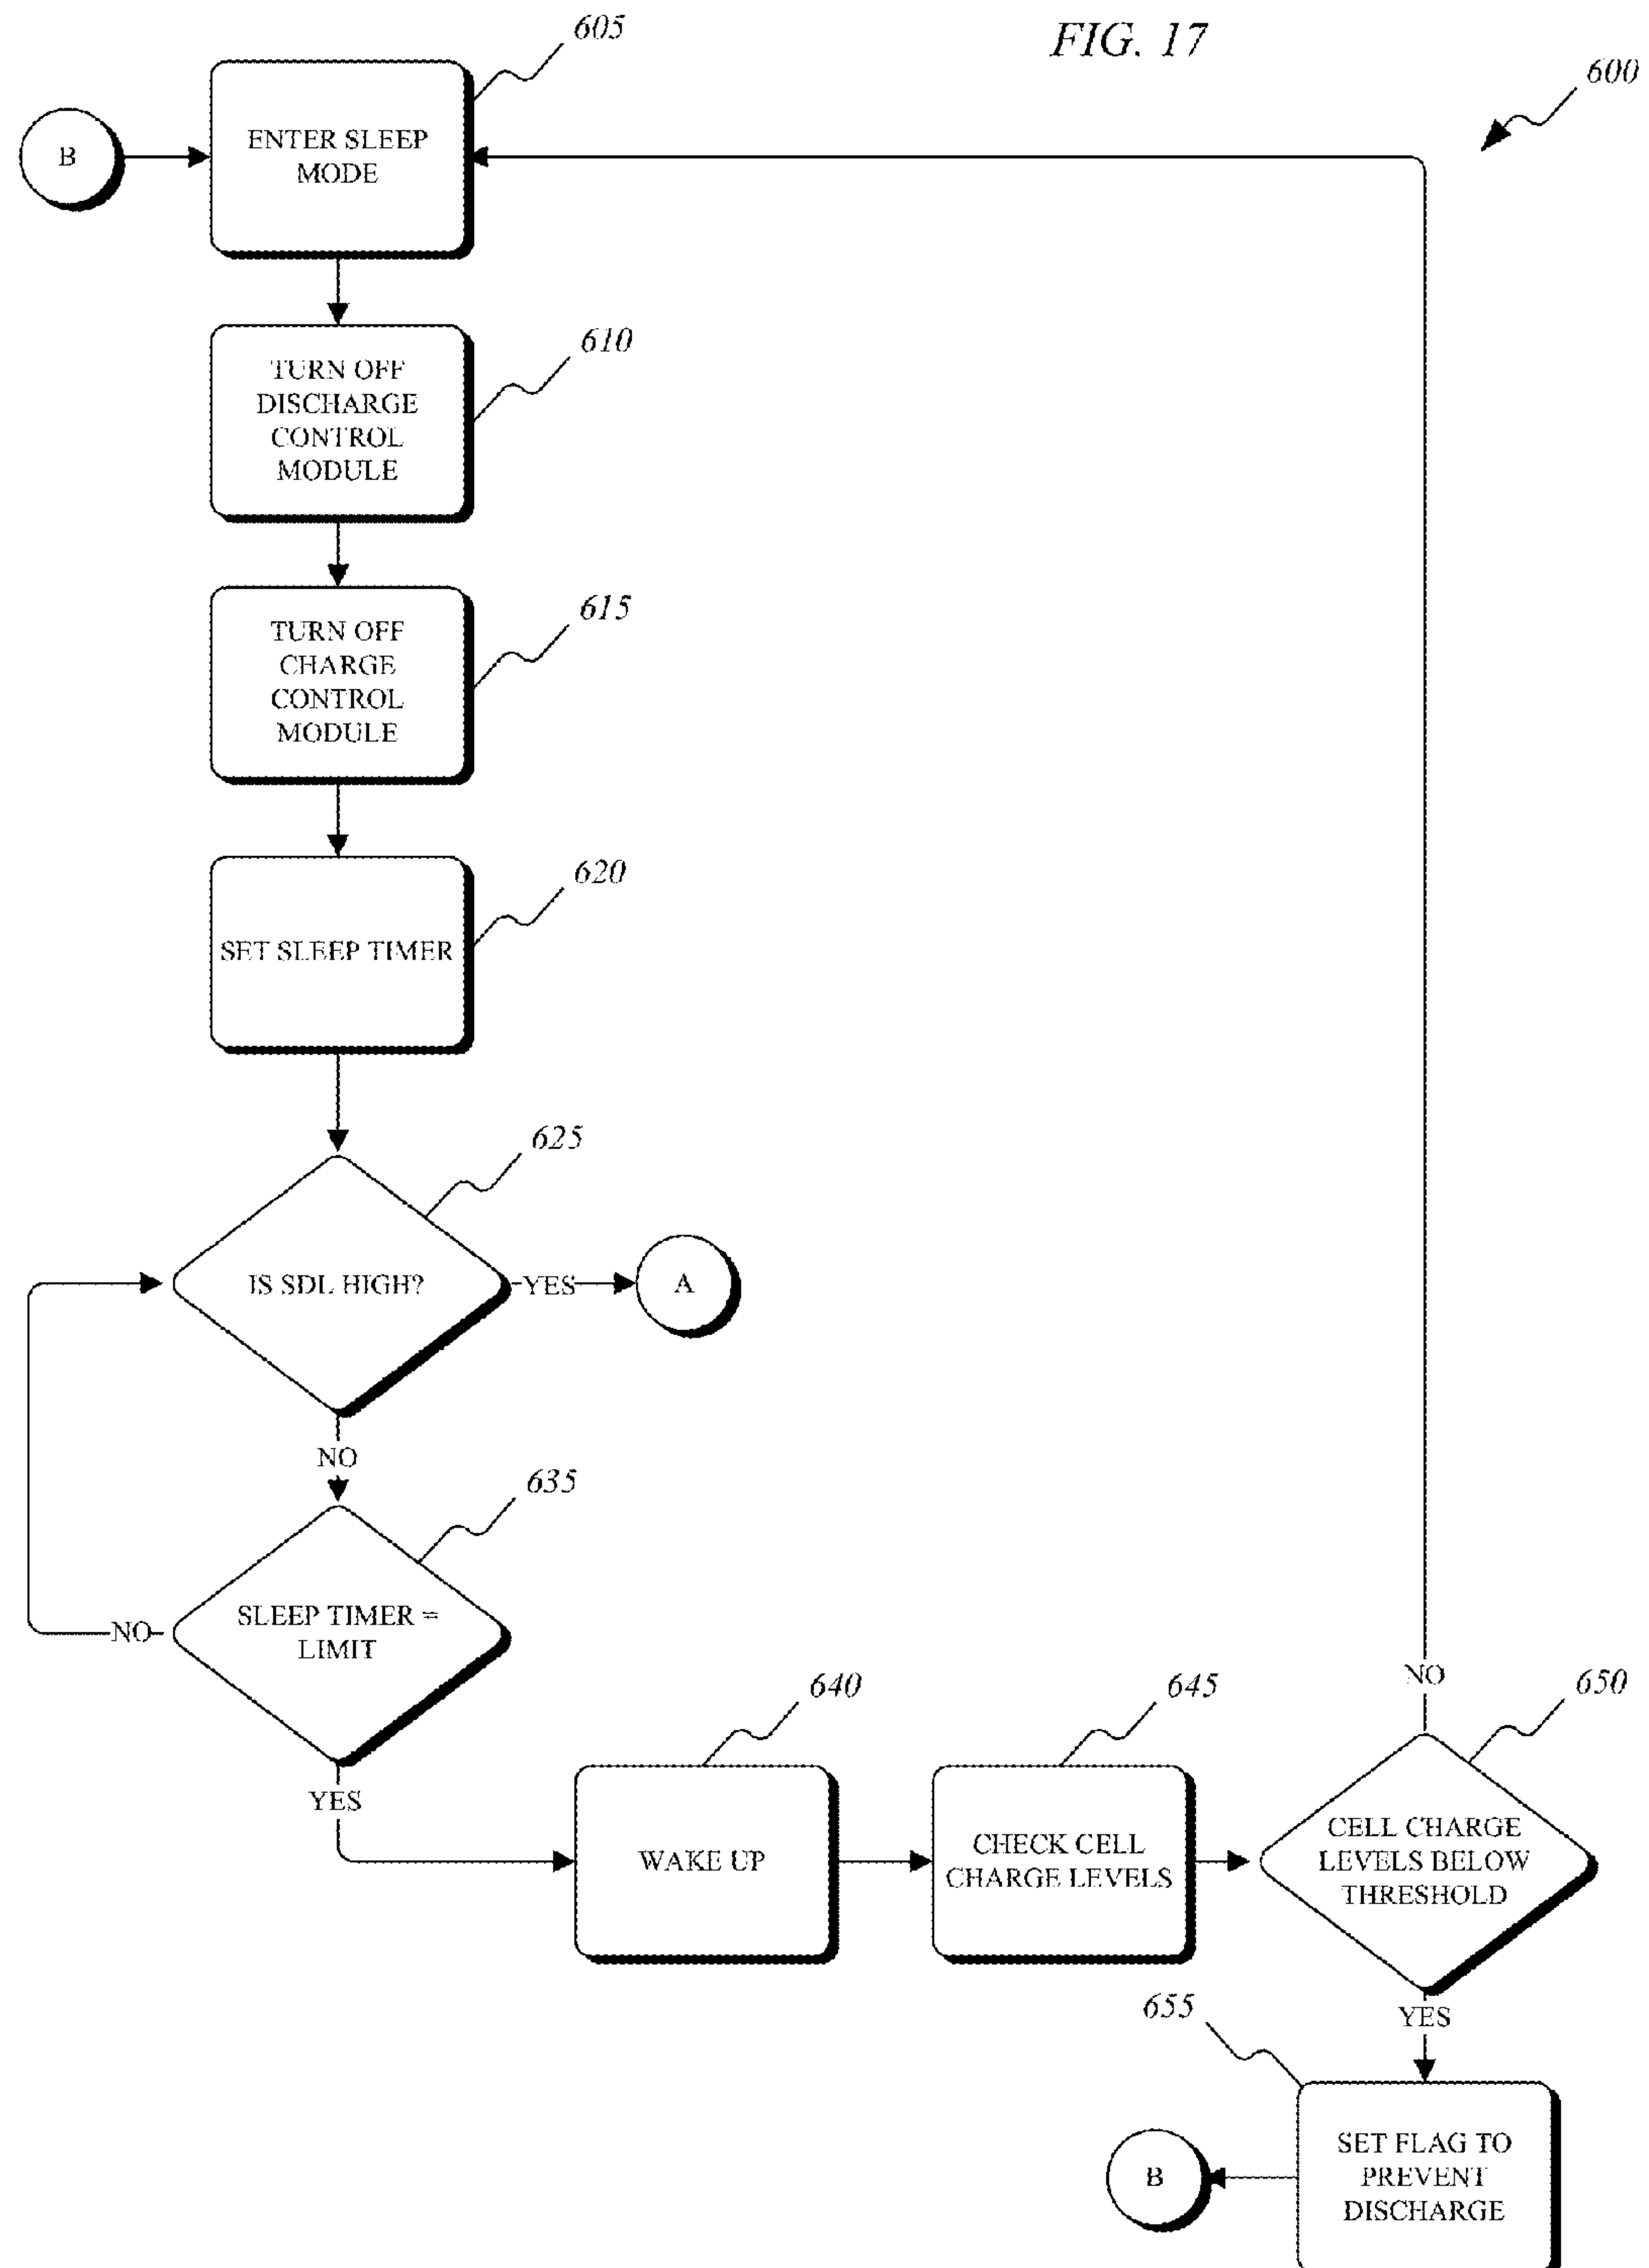 FIG. 17
600
605
B
ENTER SLEEP
MODE
610
TURN OFF
DISCHARGE
CONTROL
MODULE
615
TURN OFF
CHARGE
CONTROL
MODULE
620
SET SLEEP TIMER
625
IS SDL HIGH?
YES
A
NO
635
SLEEP TIMER =
LIMIT
NO
YES
640
WAKE UP
645
CHECK CELL
CHARGE LEVELS
NO
650
CELL CHARGE
LEVELS BELOW
THRESHOLD
YES
655
SET FLAG TO
PREVENT
DISCHARGE
B